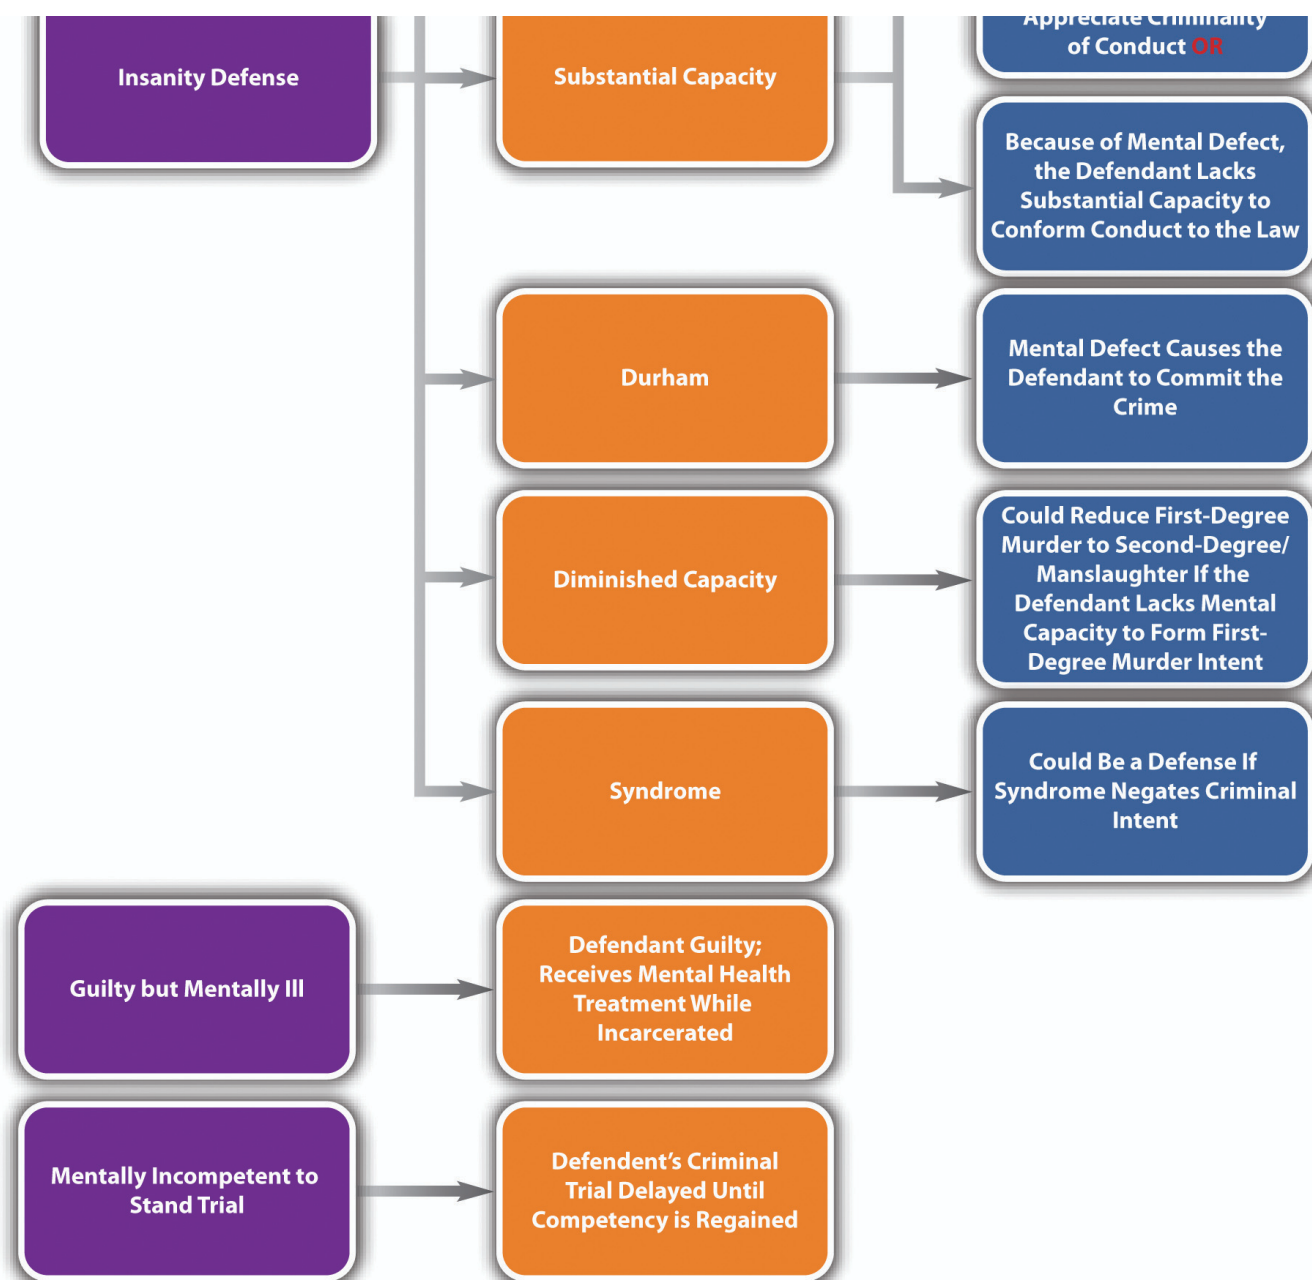 Appreciate Criminality
of Conduct OR
Insanity Defense
Substantial Capacity
Because of Mental Defect,
the Defendant Lacks
Substantial Capacity to
Conform Conduct to the Law
Durham
Mental Defect Causes the
Defendant to Commit the
Crime
Diminished Capacity
Could Reduce First-Degree
Murder to Second-Degree/
Manslaughter If the
Defendant Lacks Mental
Capacity to Form First-
Degree Murder Intent
Syndrome
Could Be a Defense If
Syndrome Negates Criminal
Intent
Guilty but Mentally Ill
Defendant Guilty;
Receives Mental Health
Treatment While
Incarcerated
Mentally Incompetent to
Stand Trial
Defendent’s Criminal
Trial Delayed Until
Competency is Regained